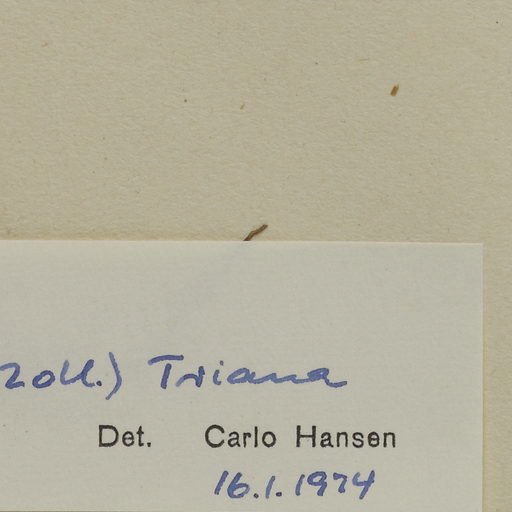 Zoll.) Triana
Det. Carlo Hansen
16.1.1974